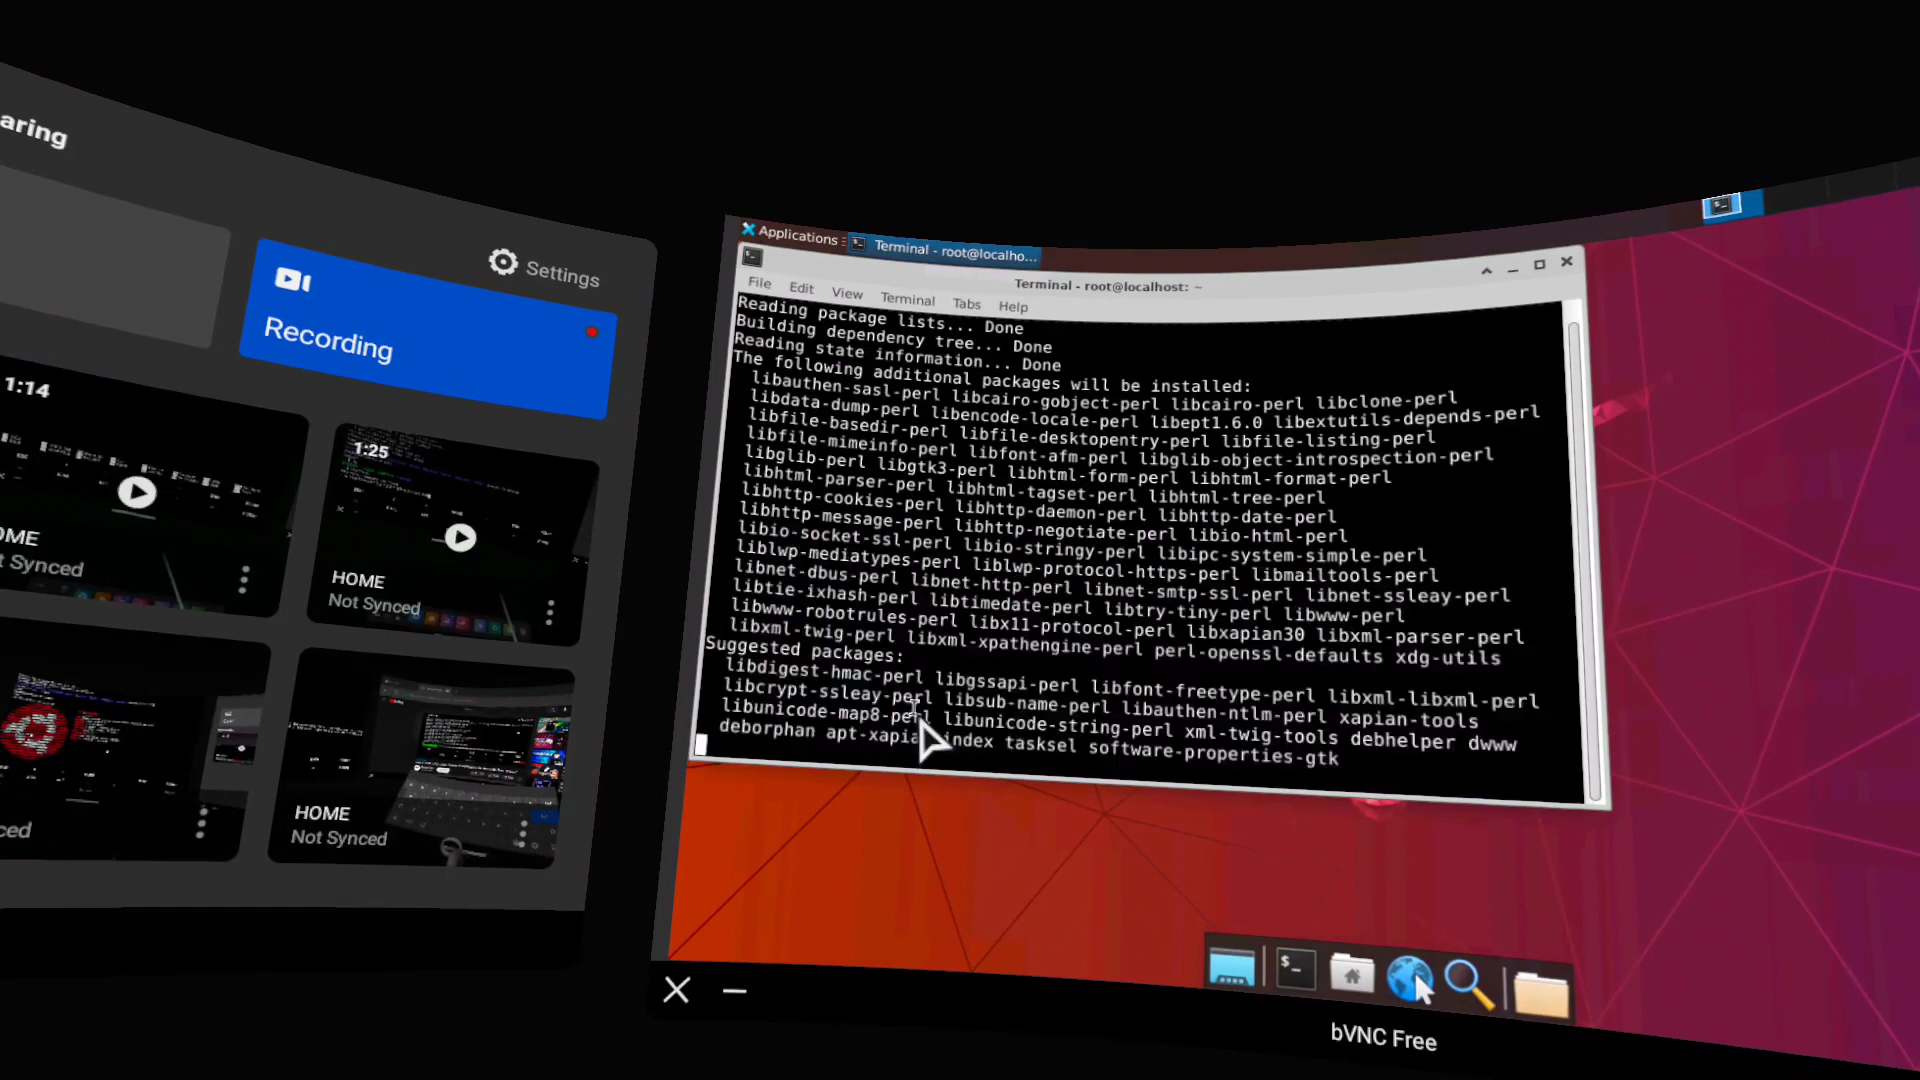 aring
Settings
Recording
1:14
1:25
HOME
Not Synced
HOME
Not Synced
Applications
Terminal - root@localho...
Terminal - root@localhost: ~
File Edit View Terminal Tabs Help
Reading package lists... Done
Building dependency tree... Done
Reading state information... Done
The following additional packages will be installed:
libauthen-sasl-perl libcairo-gobject-perl libcairo-perl libclone-perl
libdata-dump-perl libencode-locale-perl libept1.6.0 libextutils-depends-perl
libfile-basedir-perl libfile-desktopentry-perl libfile-listing-perl
libfile-mimeinfo-perl libfont-afm-perl libglib-object-introspection-perl
libglib-perl libgtk3-perl libhtml-form-perl libhtml-format-perl
libhtml-parser-perl libhtml-tagset-perl libhtml-tree-perl
libhttp-cookies-perl libhttp-daemon-perl libhttp-date-perl
libhttp-message-perl libhttp-negotiate-perl libio-html-perl
libio-socket-ssl-perl libio-stringy-perl libipc-system-simple-perl
liblwp-mediatypes-perl liblwp-protocol-https-perl libmailtools-perl
libnet-dbus-perl libnet-http-perl libnet-smtp-ssl-perl libnet-ssleay-perl
libtie-ixhash-perl libtimedate-perl libtry-tiny-perl libwww-perl
libwww-robotrules-perl libx11-protocol-perl libxapian30 libxml-parser-perl
libxml-twig-perl libxml-xpathengine-perl perl-openssl-defaults xdg-utils
Suggested packages:
libdigest-hmac-perl libgssapi-perl libfont-freetype-perl libxml-libxml-perl
libcrypt-ssleay-perl libsub-name-perl libauthen-ntlm-perl xapian-tools
libunicode-map8-perl libunicode-string-perl xml-twig-tools debhelper dwww
deborphan apt-xapian-index tasksel software-properties-gtk
bVNC Free